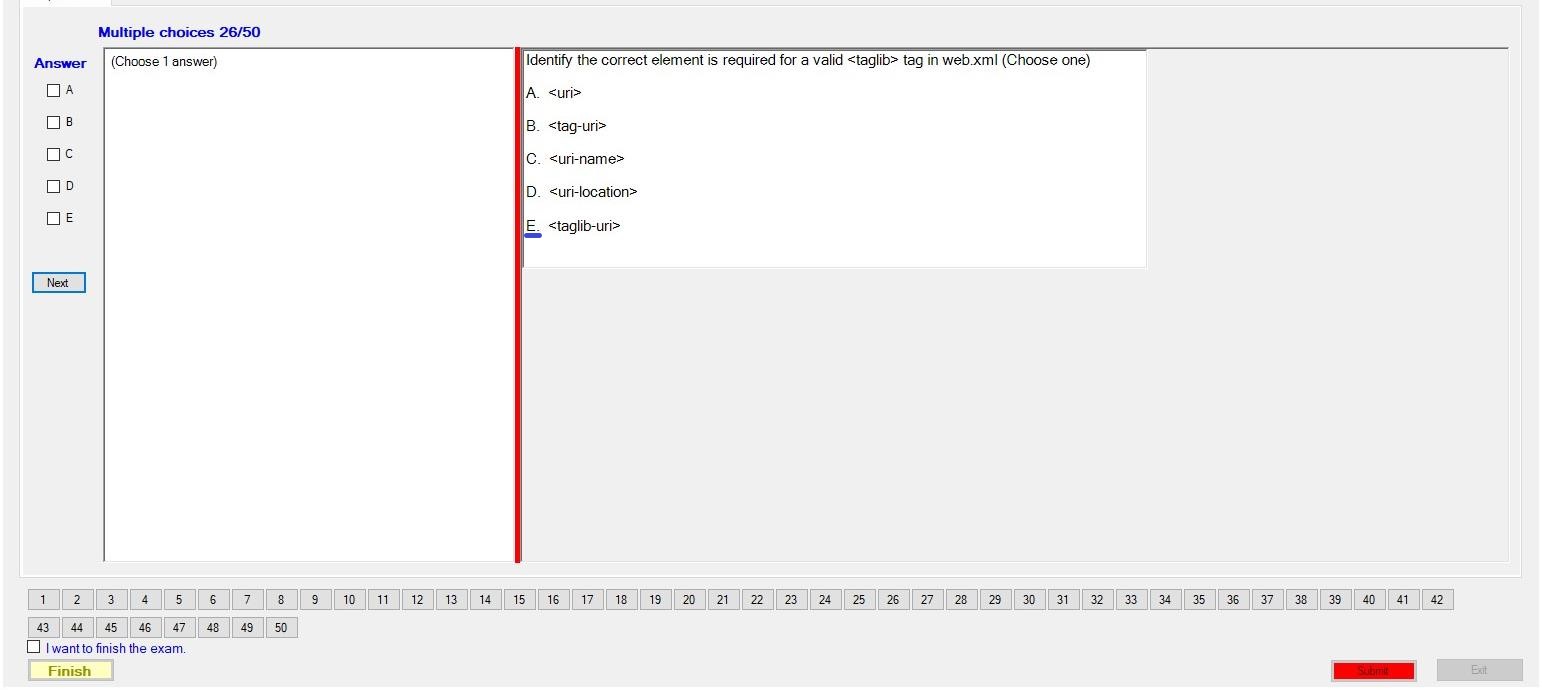 Multiple choices 26/50
Answer
(Choose 1 answer)
A
B
C
D
E
Next
Identify the correct element is required for a valid <taglib> tag in web.xml (Choose one)
A. <uri>
B. <tag-uri>
C. <uri-name>
D. <uri-location>
E. <taglib-uri>
1 2 3 4 5 6 7 8 9 10 11 12 13 14 15 16 17 18 19 20 21 22 23 24 25 26 27 28 29 30 31 32 33 34 35 36 37 38 39 40 41 42
43 44 45 46 47 48 49 50
I want to finish the exam.
Finish
Submit
Exit